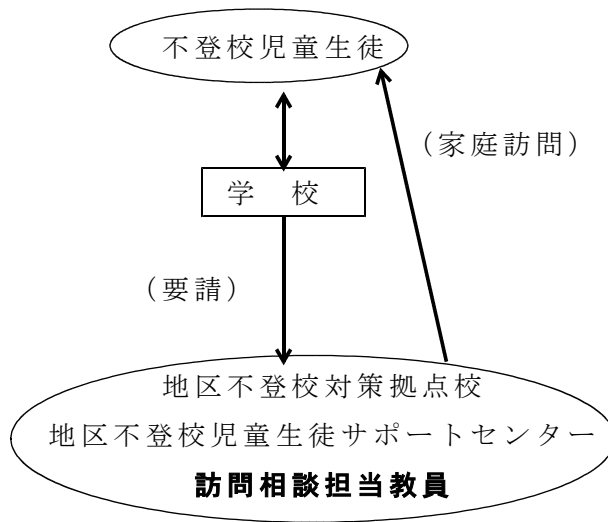 不登校児童生徒
（家庭訪問）
学　校
（要請）
地区不登校対策拠点校
地区不登校児童生徒サポートセンター
訪問相談担当教員